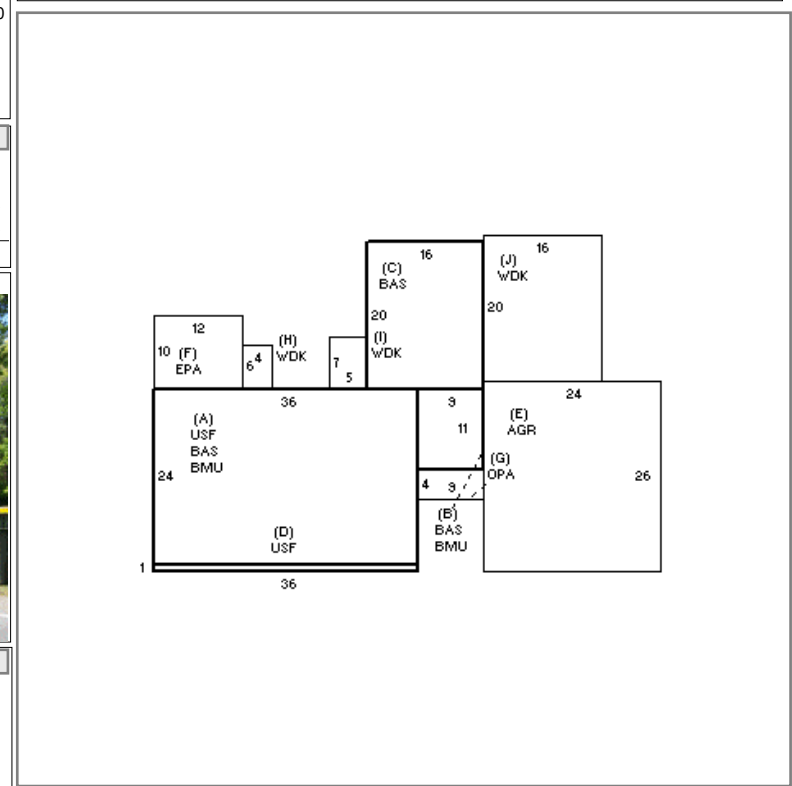 16
(J)
WDK
20
16
(C)
BAS
20
(I)
WDK
12
10 (F)
EPA
6 4
(H)
WDK
7
5
36
(A)
USF
BAS
BMU
24
(D)
USF
1
36
9
11
4 9
(B)
BAS
BMU
(G)
OPA
24
(E)
AGR
26